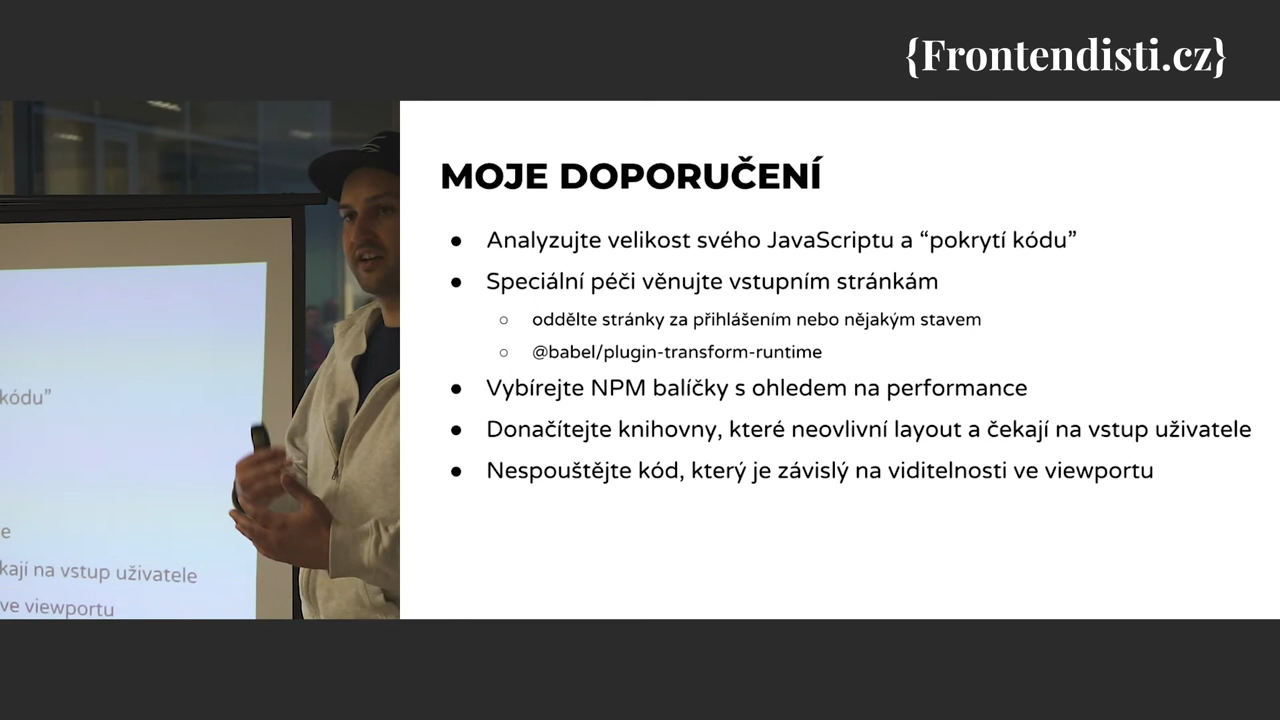 {Frontendisti.cz}
MOJE DOPORUČENÍ
● Analyzujte velikost svého JavaScriptu a “pokrytí kódu”
● Speciální péči věnujte vstupním stránkám
○ oddělte stránky za přihlášením nebo nějakým stavem
○ @babel/plugin-transform-runtime
● Vybírejte NPM balíčky s ohledem na performance
● Donačítejte knihovny, které neovlivní layout a čekají na vstup uživatele
● Nespouštějte kód, který je závislý na viditelnosti ve viewportu
kódu”
e
kají na vstup uživatele
ve viewportu